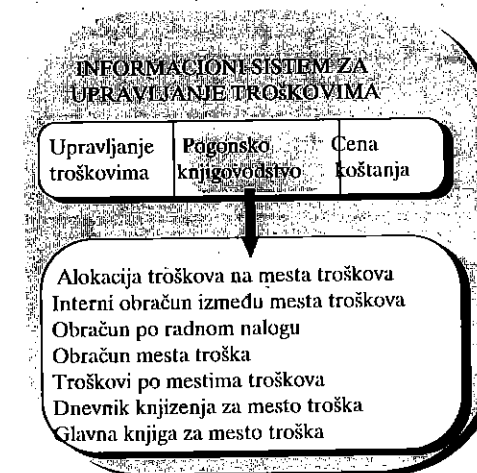 INFORMACIONI SISTEM ZA
UPRAVLJANJE TROŠKOVIMA
Upravljanje troškovima
Pogonsko knjigovodstvo
Cena koštanja
Alokacija troškova na mesta troškova
Interni obračun između mesta troškova
Obračun po radnom nalogu
Obračun mesta troška
Troškovi po mestima troškova
Dnevnik knjizenja za mesto troška
Glavna knjiga za mesto troška